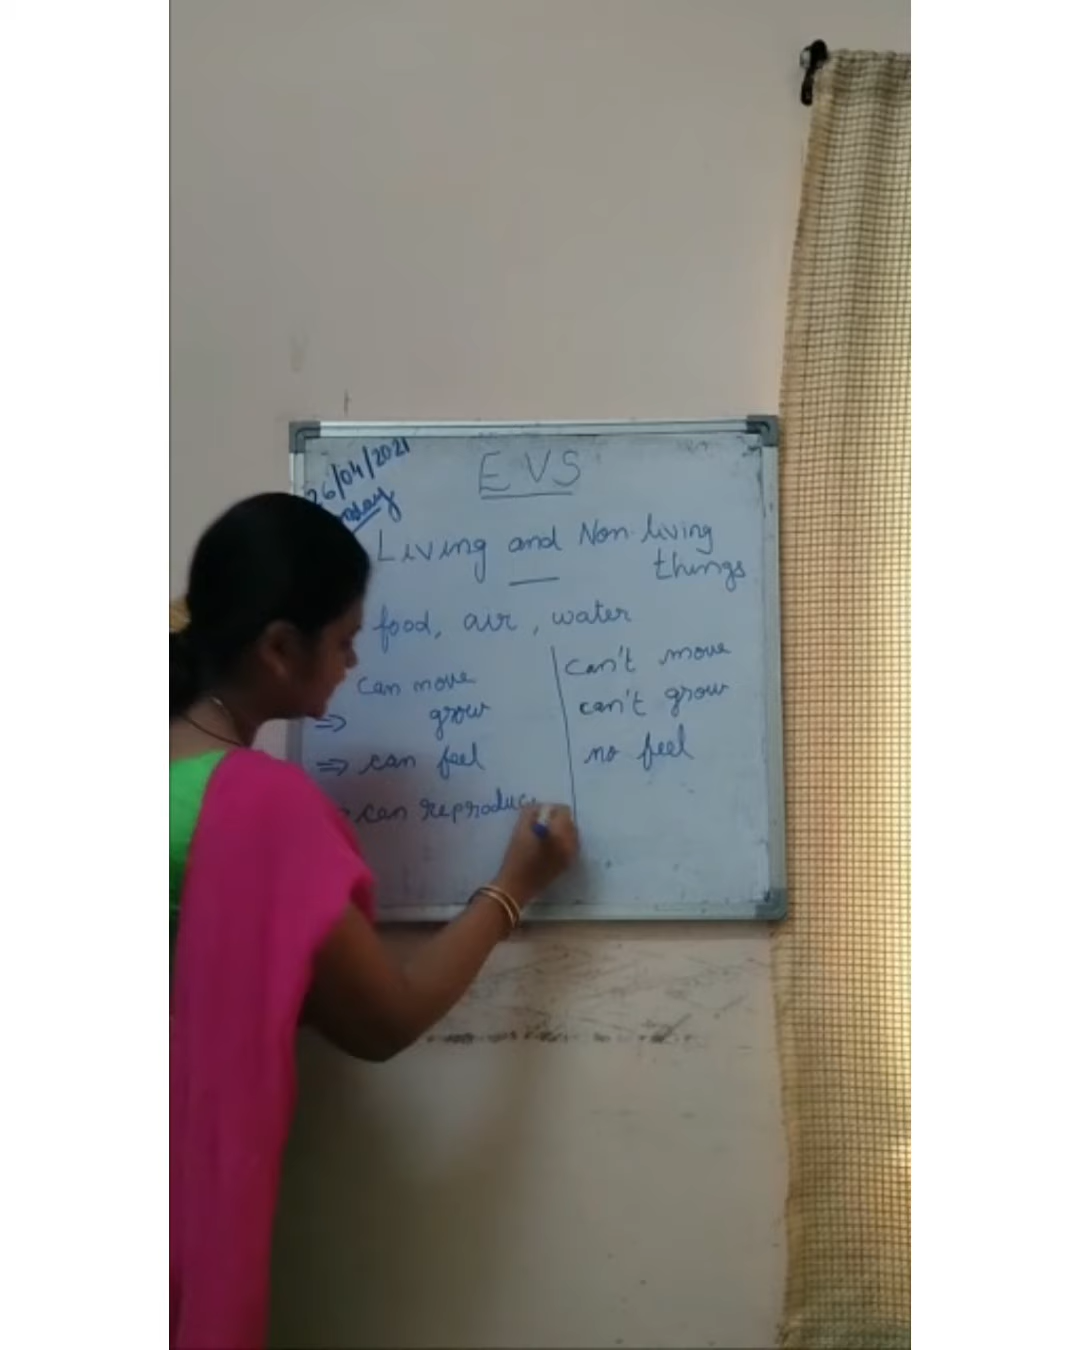 26/04/2021
EVS
Living and Non-living
things
food, air, water
can move
⇒ grow
⇒ can feel
can reproduc
can't move
can't grow
no feel